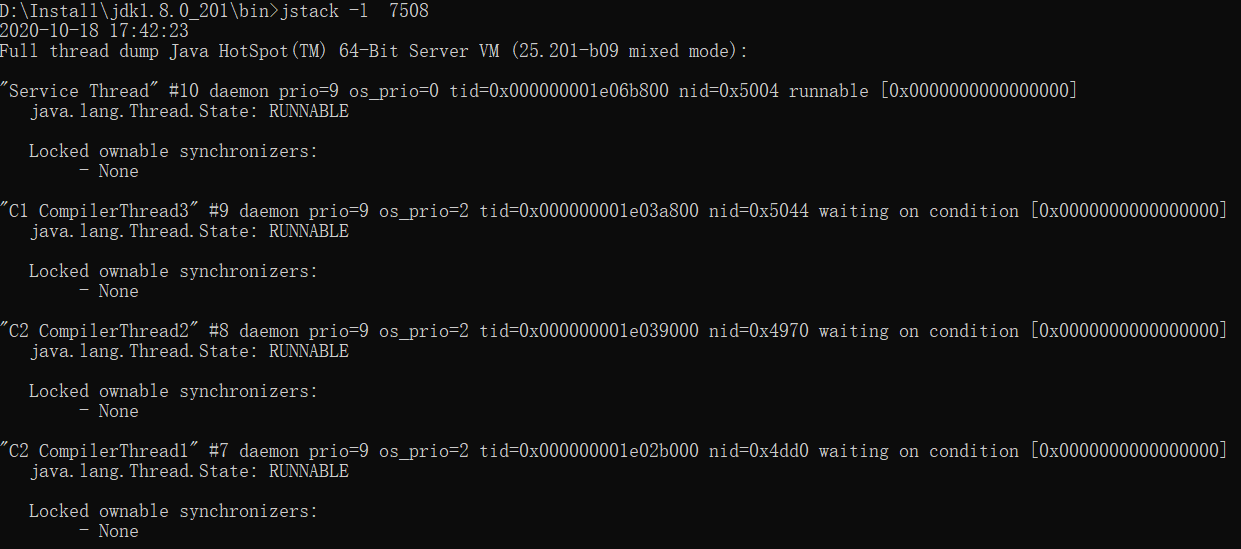 D:\Install\jdk1.8.0_201\bin>jstack -l  7508
2020-10-18 17:42:23
Full thread dump Java HotSpot(TM) 64-Bit Server VM (25.201-b09 mixed mode):
"Service Thread" #10 daemon prio=9 os_prio=0 tid=0x000000001e06b800 nid=0x5004 runnable [0x0000000000000000]
java.lang.Thread.State: RUNNABLE
Locked ownable synchronizers:
- None
"C1 CompilerThread3" #9 daemon prio=9 os_prio=2 tid=0x000000001e03a800 nid=0x5044 waiting on condition [0x0000000000000000]
java.lang.Thread.State: RUNNABLE
Locked ownable synchronizers:
- None
"C2 CompilerThread2" #8 daemon prio=9 os_prio=2 tid=0x000000001e039000 nid=0x4970 waiting on condition [0x0000000000000000]
java.lang.Thread.State: RUNNABLE
Locked ownable synchronizers:
- None
"C2 CompilerThread1" #7 daemon prio=9 os_prio=2 tid=0x000000001e02b000 nid=0x4dd0 waiting on condition [0x0000000000000000]
java.lang.Thread.State: RUNNABLE
Locked ownable synchronizers:
- None